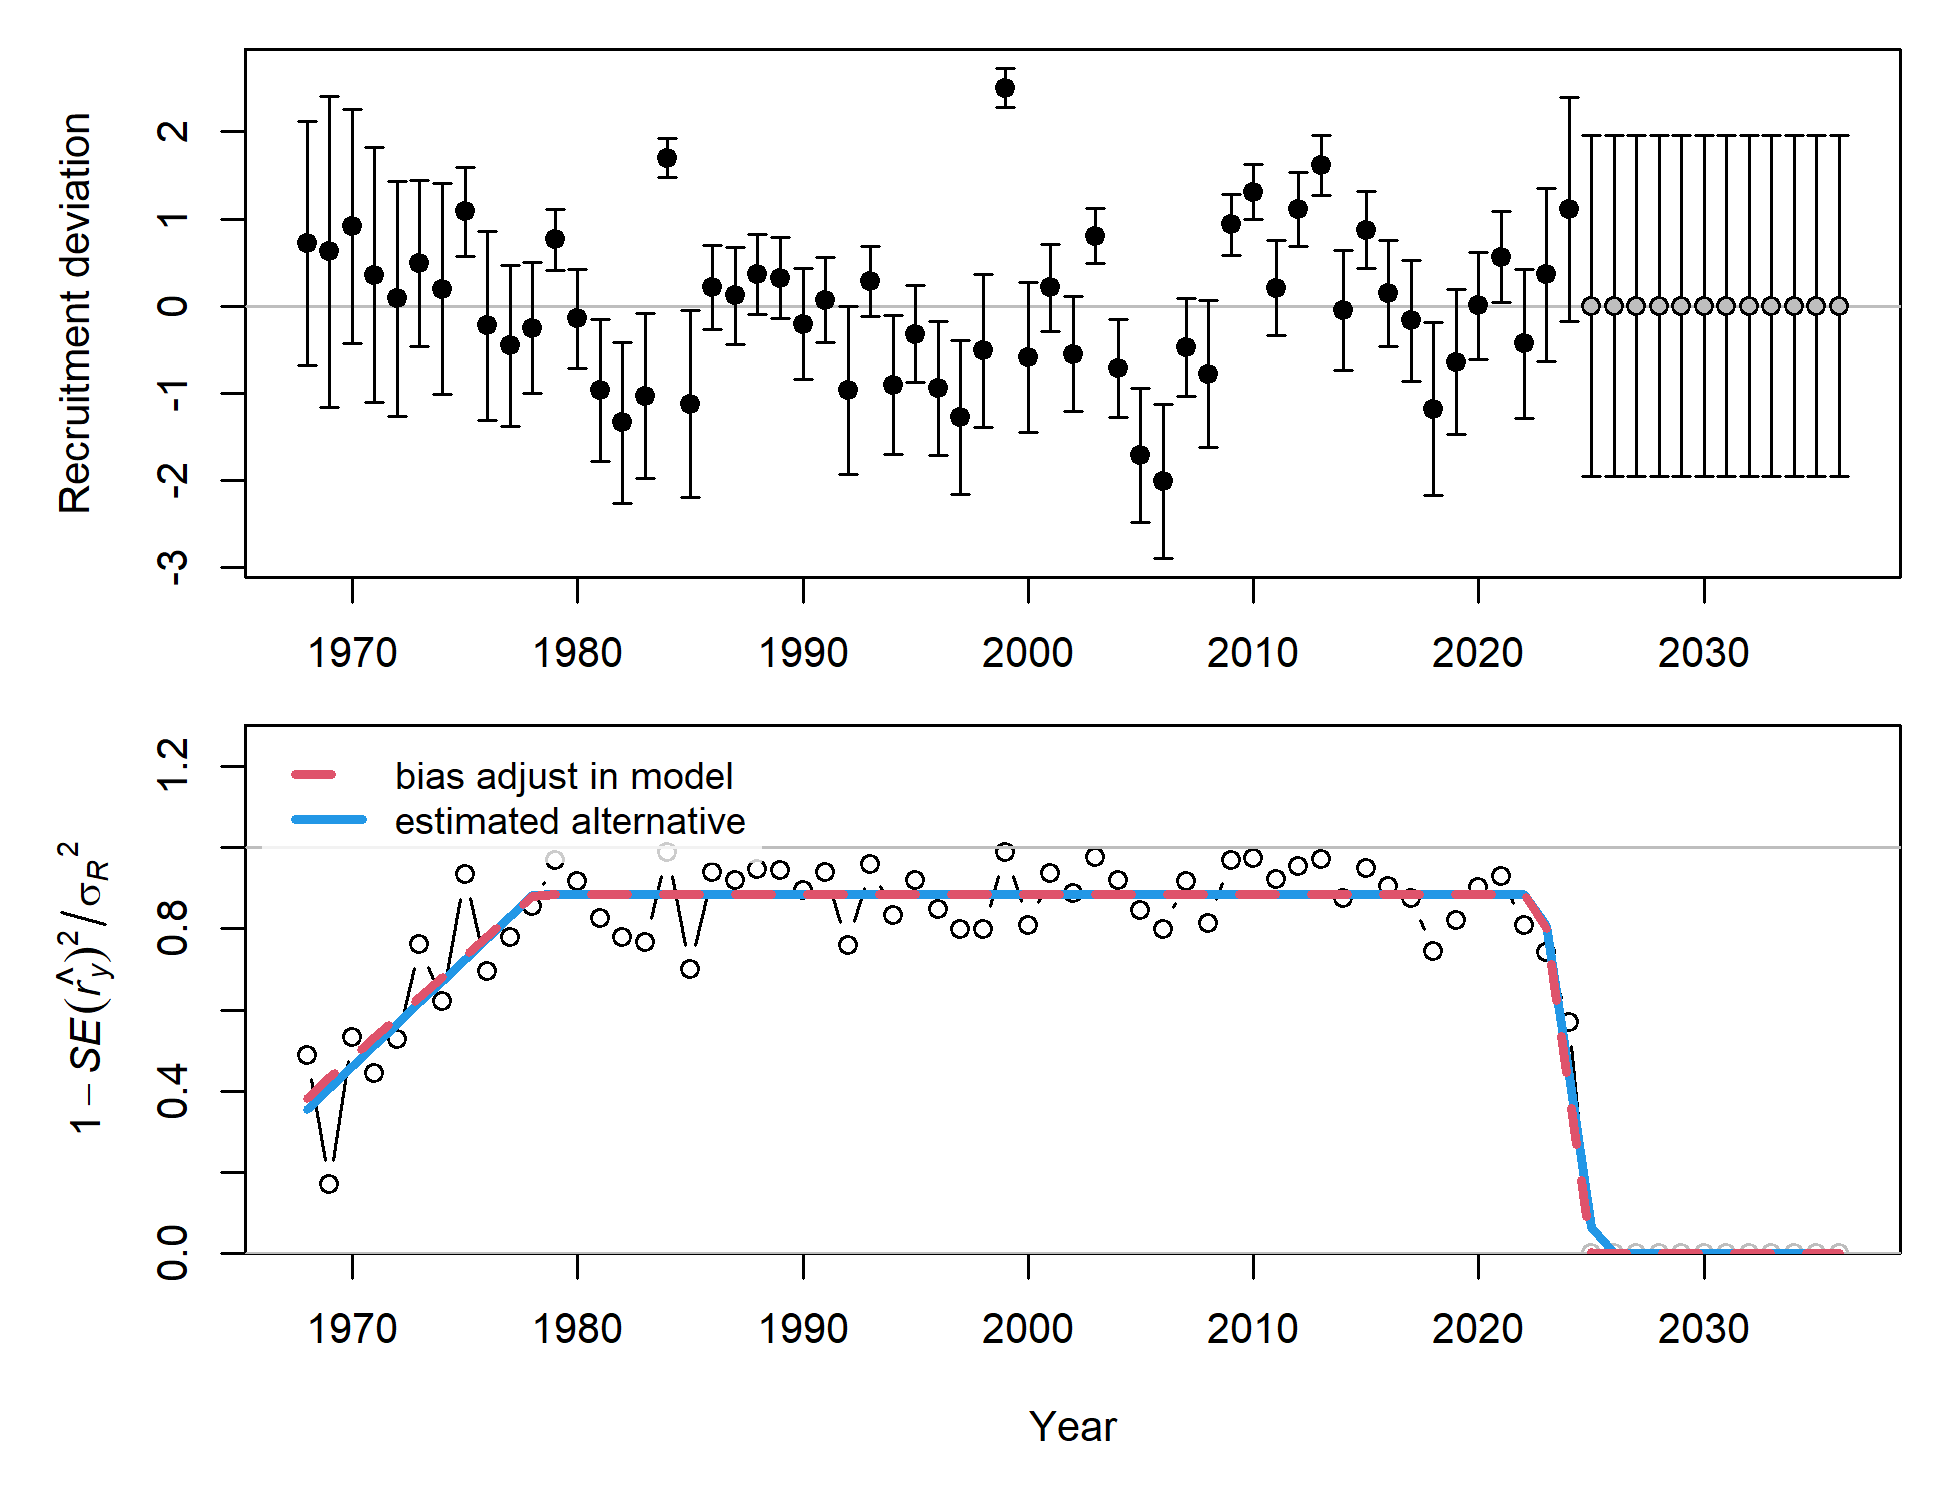 Recruitment deviation
2
1
0
-1
-2
-3
1970 1980 1990 2000 2010 2020 2030
bias adjust in model
estimated alternative
1 − SE(r̂y)² / σR²
1.2
0.8
0.4
0.0
1970 1980 1990 2000 2010 2020 2030
Year